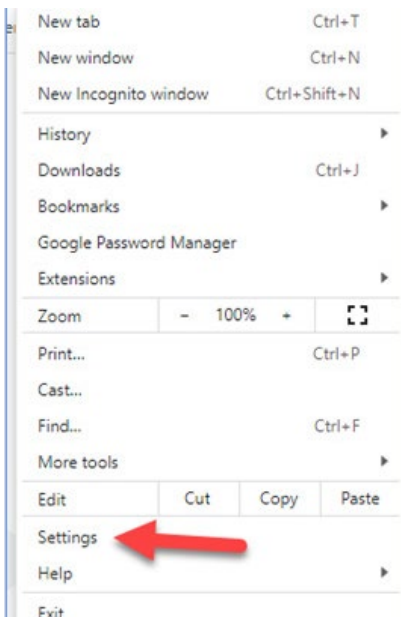 New tab Ctrl+T
New window Ctrl+N
New Incognito window Ctrl+Shift+N
History
Downloads Ctrl+J
Bookmarks
Google Password Manager
Extensions
Zoom - 100% +
Print... Ctrl+P
Cast...
Find... Ctrl+F
More tools
Edit Cut Copy Paste
Settings
Help
Exit